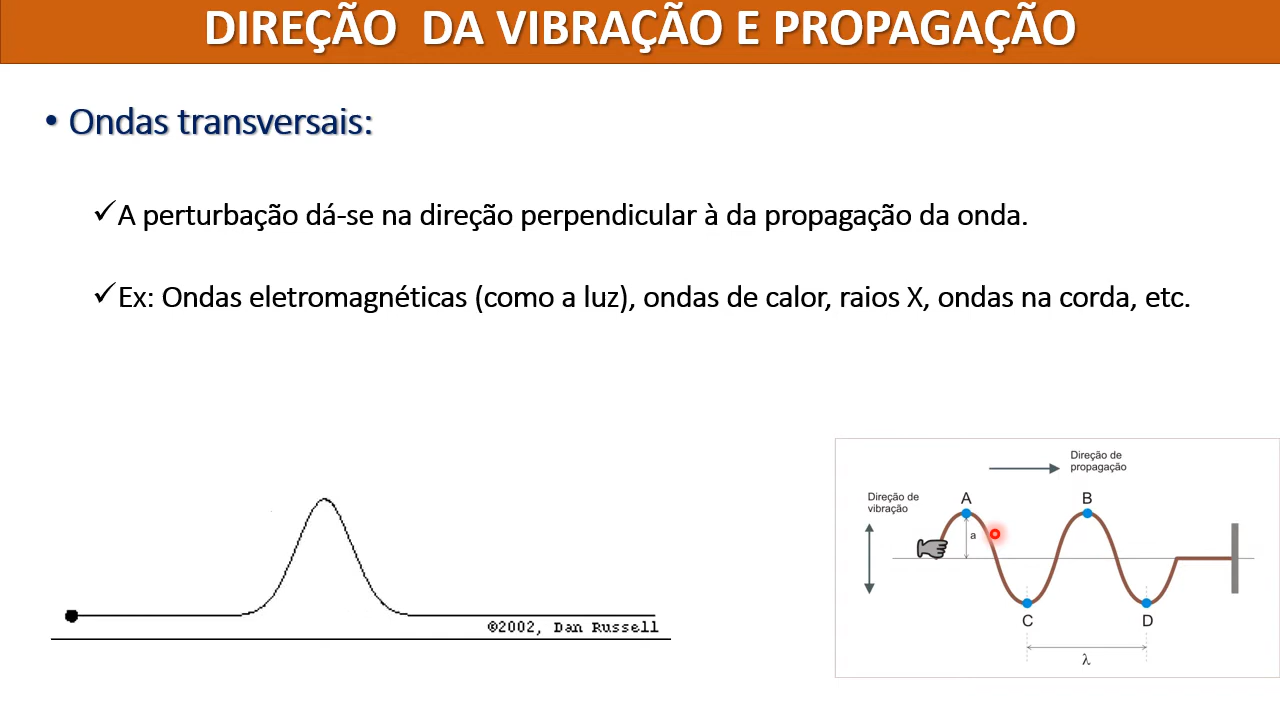 DIREÇÃO DA VIBRAÇÃO E PROPAGAÇÃO
• Ondas transversais:
✓A perturbação dá-se na direção perpendicular à da propagação da onda.
✓Ex: Ondas eletromagnéticas (como a luz), ondas de calor, raios X, ondas na corda, etc.
©2002, Dan Russell
Direção de
propagação
Direção de
vibração
A
B
a
C
D
λ